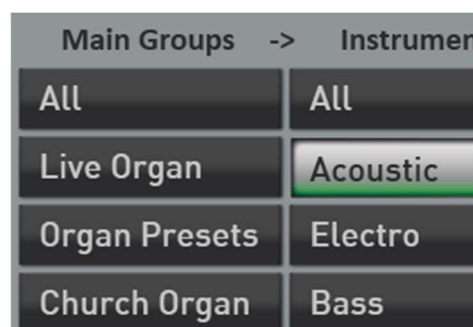 Main Groups ->
All
Live Organ
Organ Presets
Church Organ
All
Acoustic
Electro
Bass